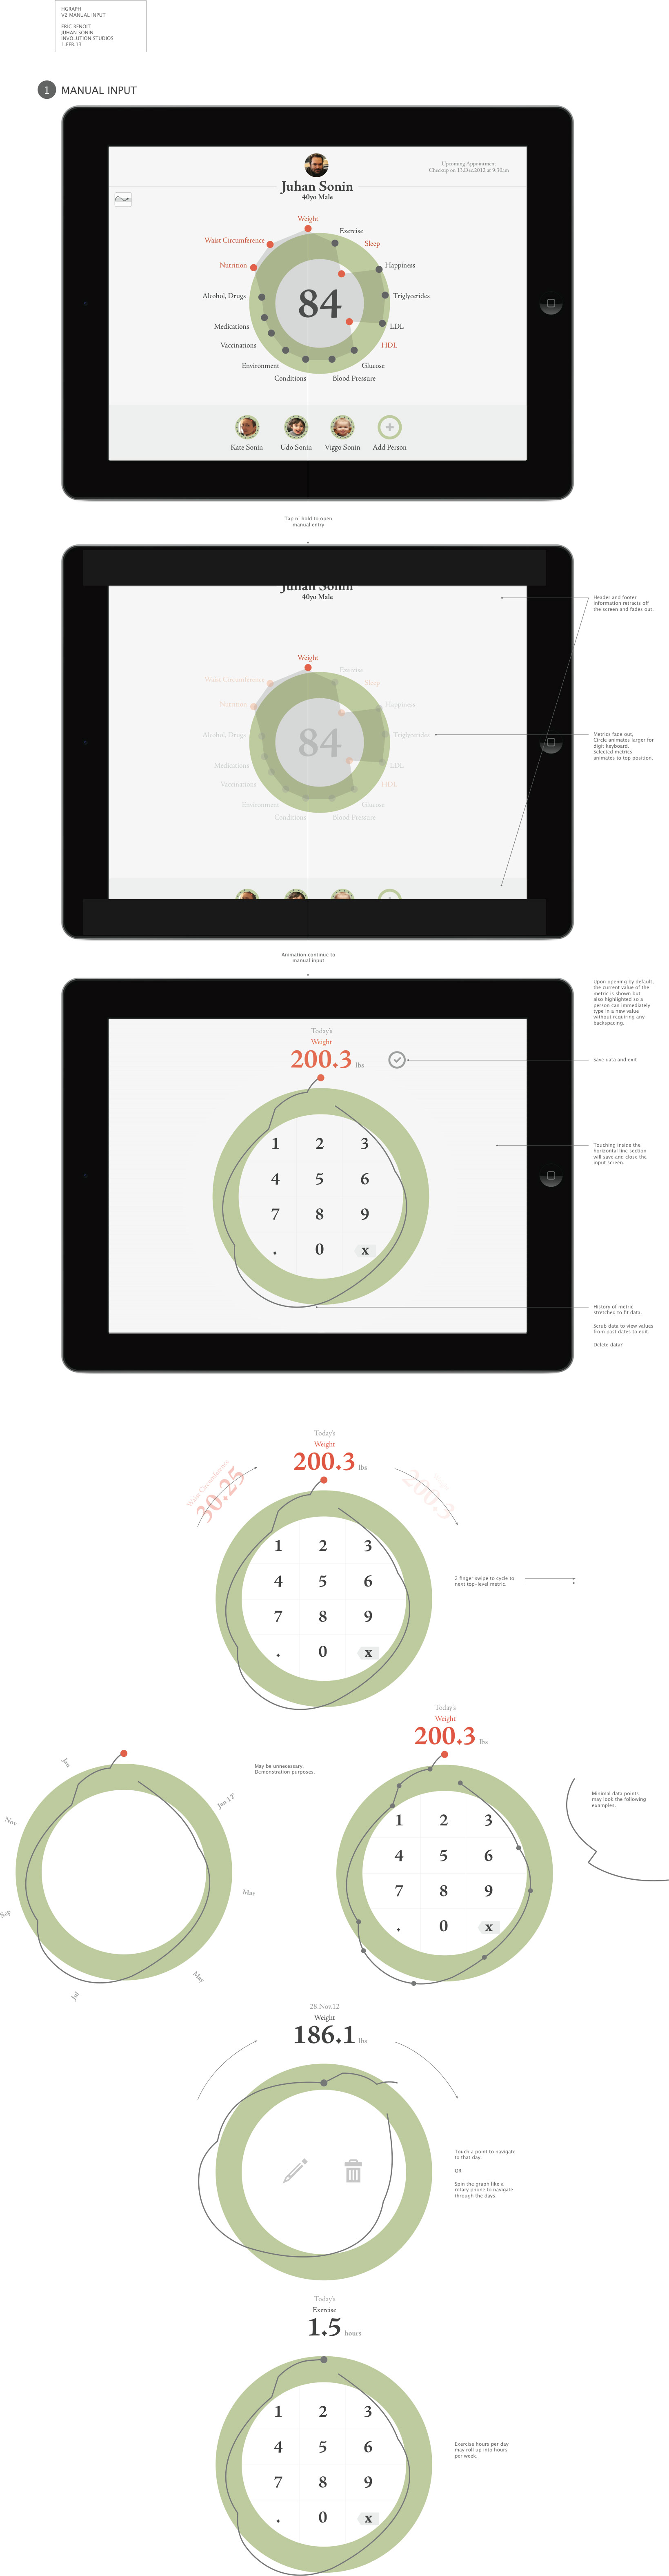 HGRAPH
V2 MANUAL INPUT
ERIC BENOIT
JUHAN SONIN
INVOLUTION STUDIOS
1.FEB.13
1 MANUAL INPUT
Upcoming Appointment
Checkup on 13.Dec.2012 at 9:30am
Juhan Sonin
40yo Male
Weight
Exercise
Waist Circumference
Sleep
Nutrition
Happiness
Alcohol, Drugs
84
Triglycerides
Medications
LDL
Vaccinations
HDL
Environment
Glucose
Conditions
Blood Pressure
Kate Sonin
Udo Sonin
Viggo Sonin
Add Person
Tap n' hold to open
manual entry
Juhan Sonin
40yo Male
Header and footer
information retracts off
the screen and fades out.
Weight
Exercise
Waist Circumference
Sleep
Nutrition
Happiness
Alcohol, Drugs
84
Triglycerides
Metrics fade out,
Circle animates larger for
digit keyboard.
Selected metrics
animates to top position.
Medications
LDL
Vaccinations
HDL
Environment
Glucose
Conditions
Blood Pressure
Animation continue to
manual input
Upon opening by default,
the current value of the
metric is shown but
also highlighted so a
person can immediately
type in a new value
without requiring any
backspacing.
Today's
Weight
200.3 lbs
Save data and exit
1 2 3
4 5 6
7 8 9
. 0 x
Touching inside the
horizontal line section
will save and close the
input screen.
History of metric
stretched to fit data.
Scrub data to view values
from past dates to edit.
Delete data?
Today's
Weight
200.3 lbs
Waist Circumference
30.25
200.3
1 2 3
4 5 6
7 8 9
. 0 x
2 finger swipe to cycle to
next top-level metric.
Jan
Jan 12'
Nov
Mar
Sep
May
Jul
May be unnecessary.
Demonstration purposes.
Today's
Weight
200.3 lbs
1 2 3
4 5 6
7 8 9
. 0 x
Minimal data points
may look the following
examples.
28.Nov.12
Weight
186.1 lbs
Touch a point to navigate
to that day.
OR
Spin the graph like a
rotary phone to navigate
through the days.
Today's
Exercise
1.5 hours
1 2 3
4 5 6
7 8 9
. 0 x
Exercise hours per day
may roll up into hours
per week.